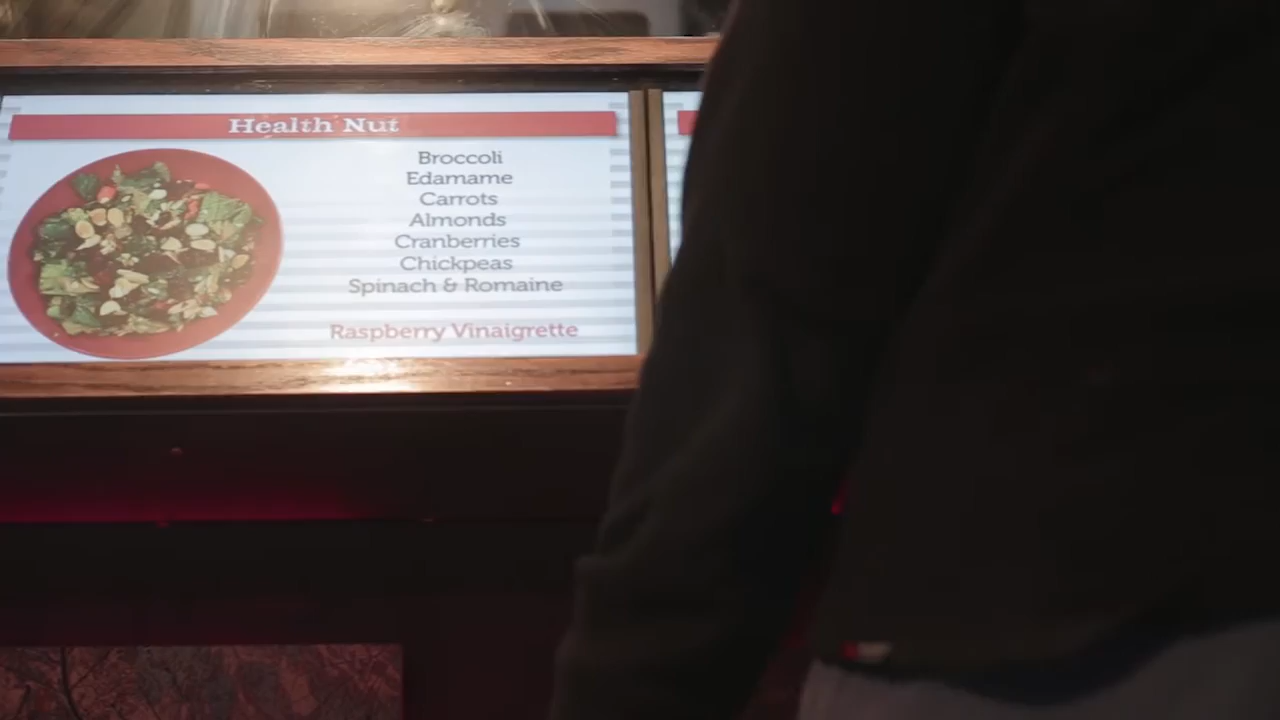 Health Nut
Broccoli
Edamame
Carrots
Almonds
Cranberries
Chickpeas
Spinach & Romaine
Raspberry Vinaigrette